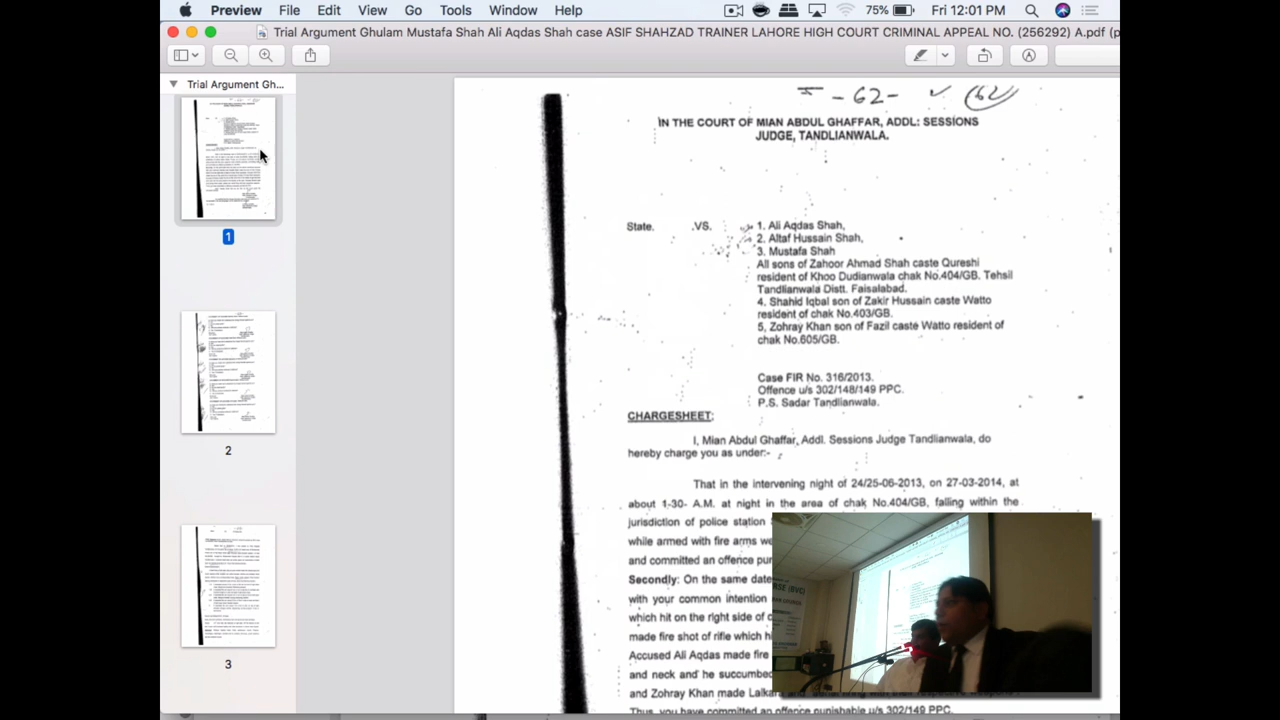 Preview File Edit View Go Tools Window Help 75% Fri 12:01 PM
Trial Argument Ghulam Mustafa Shah Ali Aqdas Shah case ASIF SHAHZAD TRAINER LAHORE HIGH COURT CRIMINAL APPEAL NO. (256292) A.pdf (p
Trial Argument Gh...
1
2
3
- 62 - (62)
IN THE COURT OF MIAN ABDUL GHAFFAR, ADDL: SESSIONS
JUDGE, TANDLIANWALA.
State. .VS. 1. Ali Aqdas Shah,
2. Altaf Hussain Shah,
3. Mustafa Shah
All sons of Zahoor Ahmad Shah caste Qureshi
resident of Khoo Dudianwala chak No.404/GB. Tehsil
Tandlianwala Distt. Faisalabad.
4. Shahid Iqbal son of Zakir Hussain caste Watto
resident of chak No.403/GB.
5, Zohray Khan son of Fazil caste Watto resident of
chak No.605/GB.
Case FIR No. 316/2013.
Offence u/s 302/148/149 PPC.
P.S. Sadar Tandlianwala.
CHARGESHEET:
I, Mian Abdul Ghaffar, Addl. Sessions Judge Tandlianwala, do
hereby charge you as under:-
That in the intervening night of 24/25-06-2013, on 27-03-2014, at
about 1-30- A.M. at night in the area of chak No.404/GB, falling within the
jurisdiction of police station
while armed with fire arms we
and committed an offence pun
Secondly: On the same date
with your common intention
which hit on the right side of c
made fire shot of rifle which h
Accused Ali Aqdas made fire
and neck and he succumbed
and Zohray Khan made Lalkara and
Thus, you have committed an offence punishable u/s 302/149 PPC.
RSE (BVC)